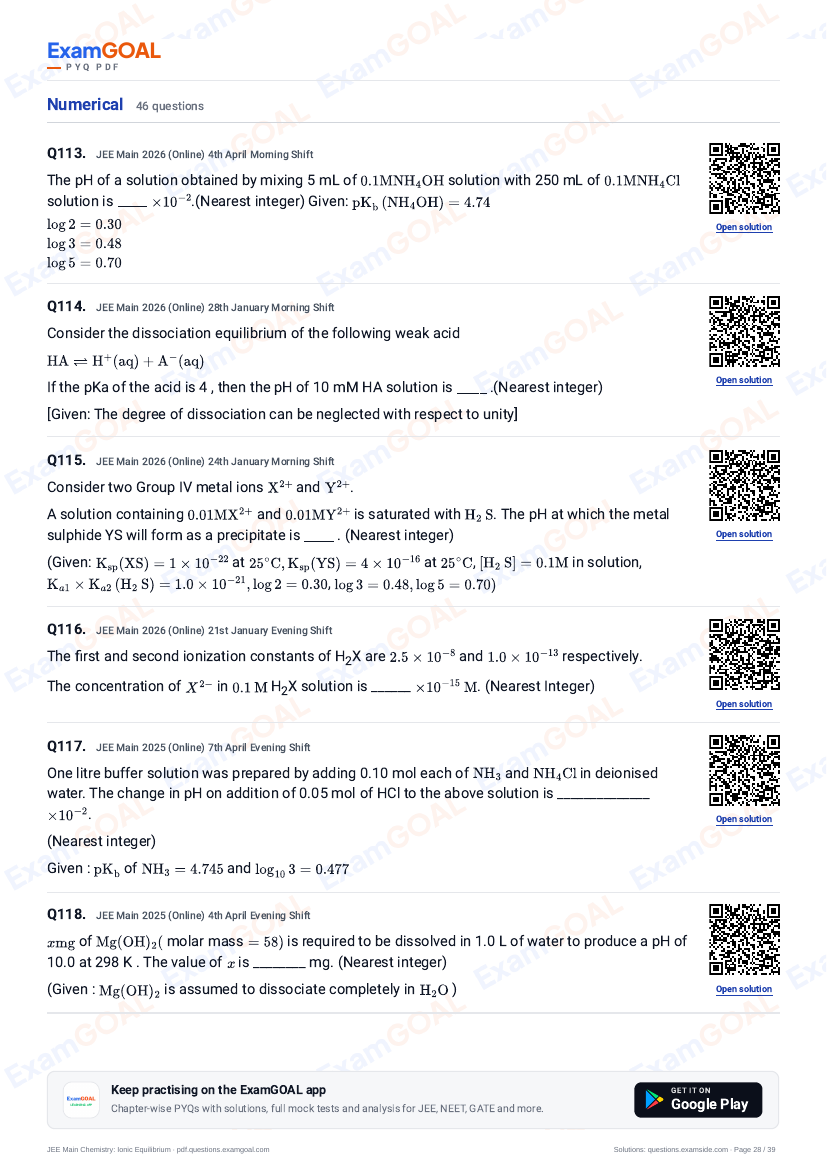 ExamGOAL
PYQ PDF
Numerical 46 questions
Q113. JEE Main 2026 (Online) 4th April Morning Shift
The pH of a solution obtained by mixing 5 mL of 0.1MNH₄OH solution with 250 mL of 0.1MNH₄Cl
solution is ____ ×10⁻².(Nearest integer) Given: pK_b (NH₄OH) = 4.74
log 2 = 0.30
log 3 = 0.48
log 5 = 0.70
Open solution
Q114. JEE Main 2026 (Online) 28th January Morning Shift
Consider the dissociation equilibrium of the following weak acid
HA ⇌ H⁺(aq) + A⁻(aq)
If the pKa of the acid is 4 , then the pH of 10 mM HA solution is ____ .(Nearest integer)
[Given: The degree of dissociation can be neglected with respect to unity]
Open solution
Q115. JEE Main 2026 (Online) 24th January Morning Shift
Consider two Group IV metal ions X²⁺ and Y²⁺.
A solution containing 0.01MX²⁺ and 0.01MY²⁺ is saturated with H₂ S. The pH at which the metal
sulphide YS will form as a precipitate is ____ . (Nearest integer)
(Given: K_sp(XS) = 1 × 10⁻²² at 25°C, K_sp(YS) = 4 × 10⁻¹⁶ at 25°C, [H₂ S] = 0.1M in solution,
K_a1 × K_a2 (H₂ S) = 1.0 × 10⁻²¹, log 2 = 0.30, log 3 = 0.48, log 5 = 0.70)
Open solution
Q116. JEE Main 2026 (Online) 21st January Evening Shift
The first and second ionization constants of H₂X are 2.5 × 10⁻⁸ and 1.0 × 10⁻¹³ respectively.
The concentration of X²⁻ in 0.1 M H₂X solution is ______ ×10⁻¹⁵ M. (Nearest Integer)
Open solution
Q117. JEE Main 2025 (Online) 7th April Evening Shift
One litre buffer solution was prepared by adding 0.10 mol each of NH₃ and NH₄Cl in deionised
water. The change in pH on addition of 0.05 mol of HCl to the above solution is ______________
×10⁻².
(Nearest integer)
Given : pK_b of NH₃ = 4.745 and log₁₀ 3 = 0.477
Open solution
Q118. JEE Main 2025 (Online) 4th April Evening Shift
xmg of Mg(OH)₂( molar mass = 58) is required to be dissolved in 1.0 L of water to produce a pH of
10.0 at 298 K . The value of x is ________ mg. (Nearest integer)
(Given : Mg(OH)₂ is assumed to dissociate completely in H₂O )
Open solution
ExamGOAL
Keep practising on the ExamGOAL app
Chapter-wise PYQs with solutions, full mock tests and analysis for JEE, NEET, GATE and more.
GET IT ON
Google Play
JEE Main Chemistry: Ionic Equilibrium · pdf.questions.examgoal.com
Solutions: questions.examside.com · Page 28 / 39